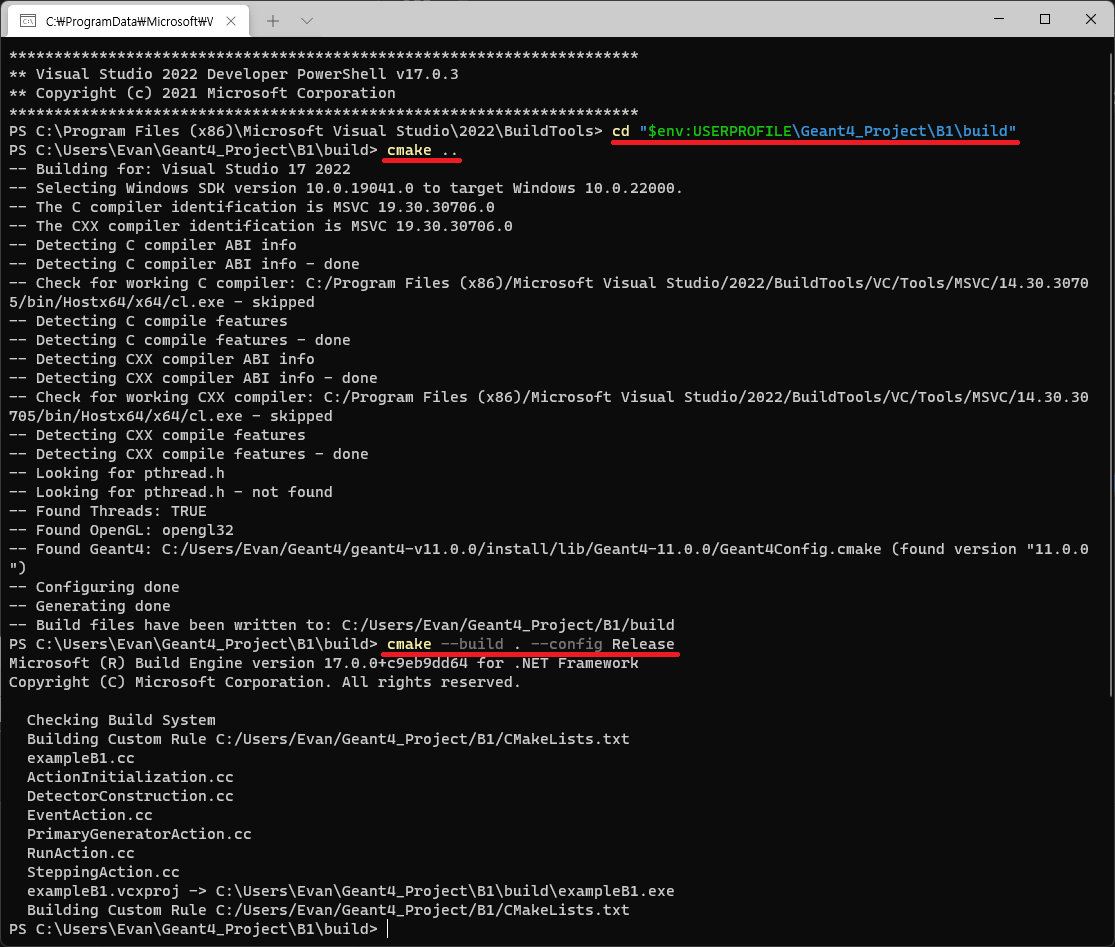 C:₩ProgramData₩Microsoft₩V
**********************************************************************
** Visual Studio 2022 Developer PowerShell v17.0.3
** Copyright (c) 2021 Microsoft Corporation
**********************************************************************
PS C:\Program Files (x86)\Microsoft Visual Studio\2022\BuildTools> cd "$env:USERPROFILE\Geant4_Project\B1\build"
PS C:\Users\Evan\Geant4_Project\B1\build> cmake ..
-- Building for: Visual Studio 17 2022
-- Selecting Windows SDK version 10.0.19041.0 to target Windows 10.0.22000.
-- The C compiler identification is MSVC 19.30.30706.0
-- The CXX compiler identification is MSVC 19.30.30706.0
-- Detecting C compiler ABI info
-- Detecting C compiler ABI info - done
-- Check for working C compiler: C:/Program Files (x86)/Microsoft Visual Studio/2022/BuildTools/VC/Tools/MSVC/14.30.3070
5/bin/Hostx64/x64/cl.exe - skipped
-- Detecting C compile features
-- Detecting C compile features - done
-- Detecting CXX compiler ABI info
-- Detecting CXX compiler ABI info - done
-- Check for working CXX compiler: C:/Program Files (x86)/Microsoft Visual Studio/2022/BuildTools/VC/Tools/MSVC/14.30.30
705/bin/Hostx64/x64/cl.exe - skipped
-- Detecting CXX compile features
-- Detecting CXX compile features - done
-- Looking for pthread.h
-- Looking for pthread.h - not found
-- Found Threads: TRUE
-- Found OpenGL: opengl32
-- Found Geant4: C:/Users/Evan/Geant4/geant4-v11.0.0/install/lib/Geant4-11.0.0/Geant4Config.cmake (found version "11.0.0
")
-- Configuring done
-- Generating done
-- Build files have been written to: C:/Users/Evan/Geant4_Project/B1/build
PS C:\Users\Evan\Geant4_Project\B1\build> cmake --build . --config Release
Microsoft (R) Build Engine version 17.0.0+c9eb9dd64 for .NET Framework
Copyright (C) Microsoft Corporation. All rights reserved.
Checking Build System
Building Custom Rule C:/Users/Evan/Geant4_Project/B1/CMakeLists.txt
exampleB1.cc
ActionInitialization.cc
DetectorConstruction.cc
EventAction.cc
PrimaryGeneratorAction.cc
RunAction.cc
SteppingAction.cc
exampleB1.vcxproj -> C:\Users\Evan\Geant4_Project\B1\build\exampleB1.exe
Building Custom Rule C:/Users/Evan/Geant4_Project/B1/CMakeLists.txt
PS C:\Users\Evan\Geant4_Project\B1\build>